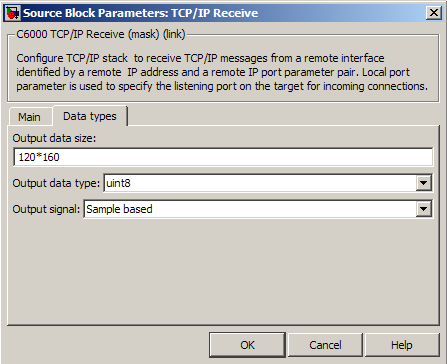 Source Block Parameters: TCP/IP Receive
C6000 TCP/IP Receive (mask) (link)
Configure TCP/IP stack to receive TCP/IP messages from a remote interface
identified by a remote IP address and a remote IP port parameter pair. Local port
parameter is used to specify the listening port on the target for incoming connections.
Main Data types
Output data size:
120*160
Output data type: uint8
Output signal: Sample based
OK Cancel Help